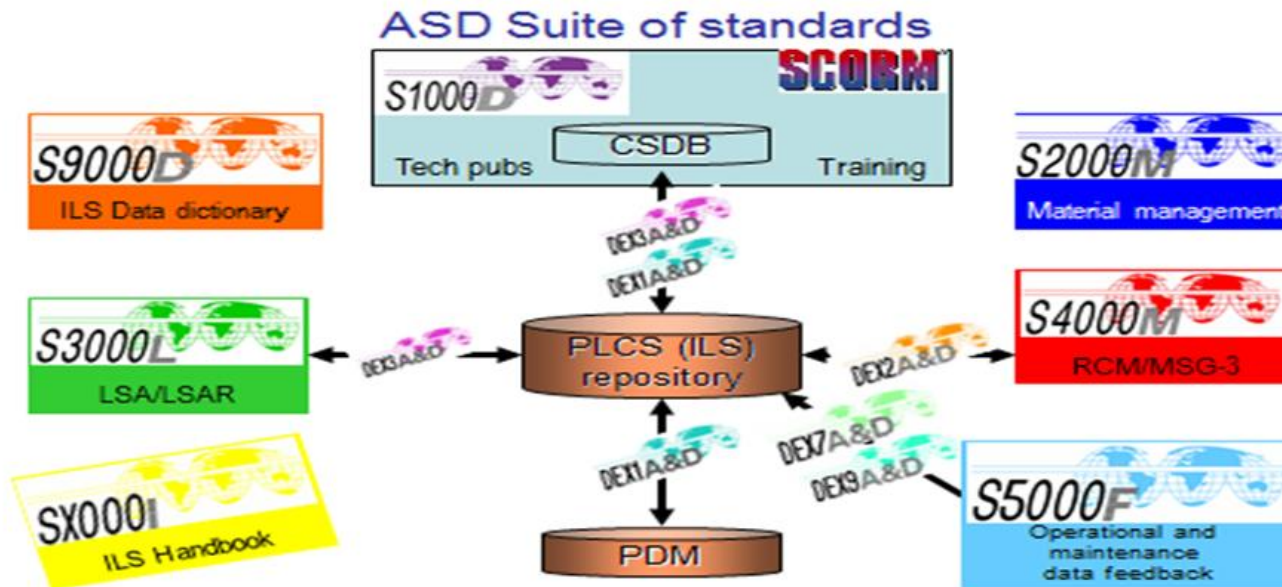 ASD Suite of standards
S1000D
SCORM
CSDB
Tech pubs
Training
S9000D
ILS Data dictionary
S2000M
Material management
DEX3A&D
DEX1A&D
S3000L
LSA/LSAR
DEX3A&D
PLCS (ILS)
repository
DEX2A&D
S4000M
RCM/MSG-3
SX000I
ILS Handbook
DEX1A&D
DEX7A&D
DEX9A&D
S5000F
Operational and
maintenance
data feedback
PDM